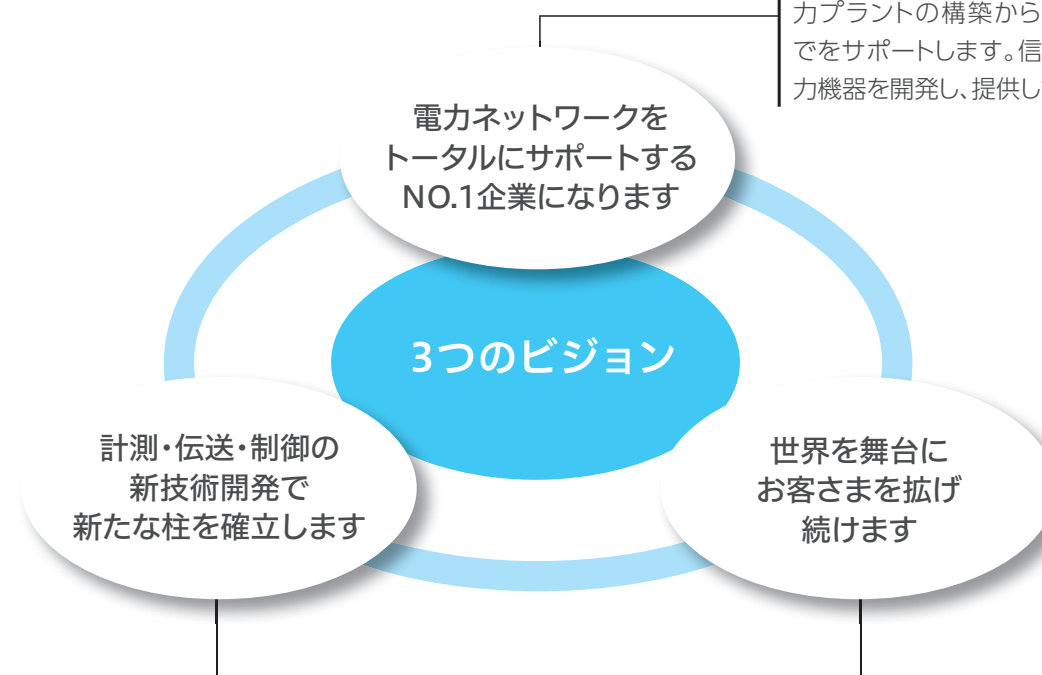 力プラントの構築から
でをサポートします。信
力機器を開発し、提供し
電力ネットワークを
トータルにサポートする
NO.1企業になります
3つのビジョン
計測・伝送・制御の
新技術開発で
新たな柱を確立します
世界を舞台に
お客さまを拡げ
続けます